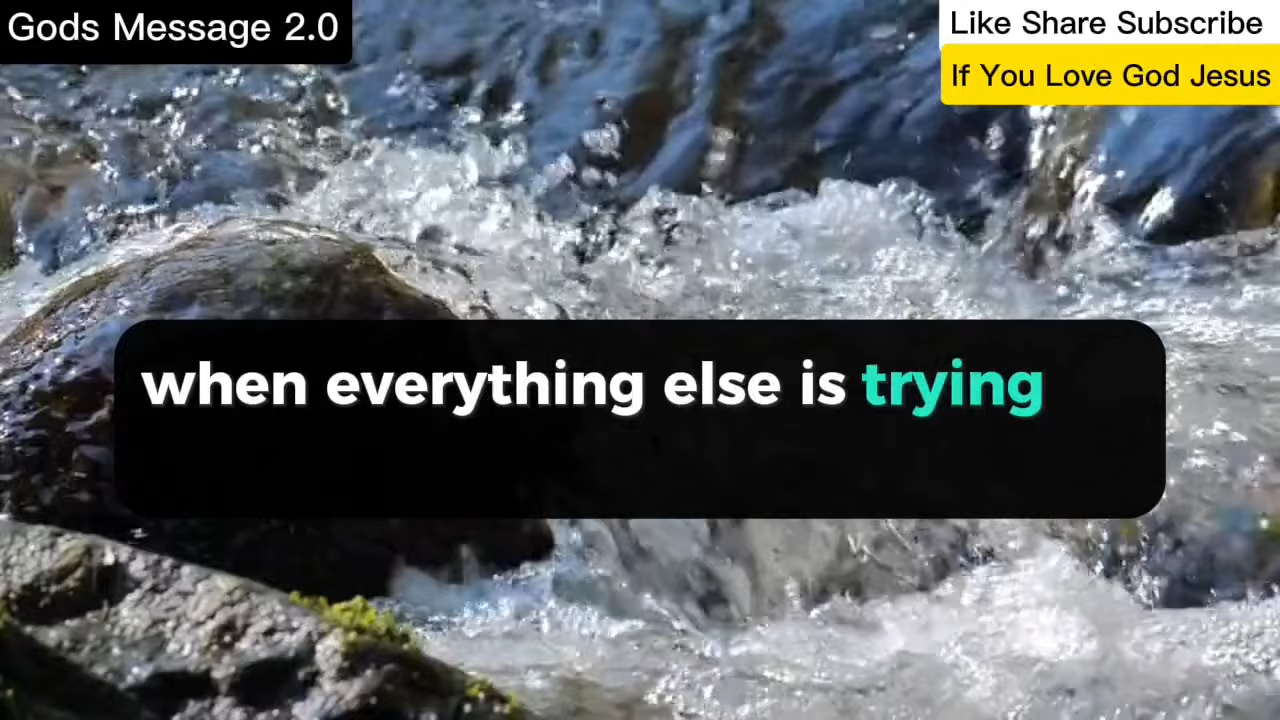 Gods Message 2.0
Like Share Subscribe
If You Love God Jesus
when everything else is trying